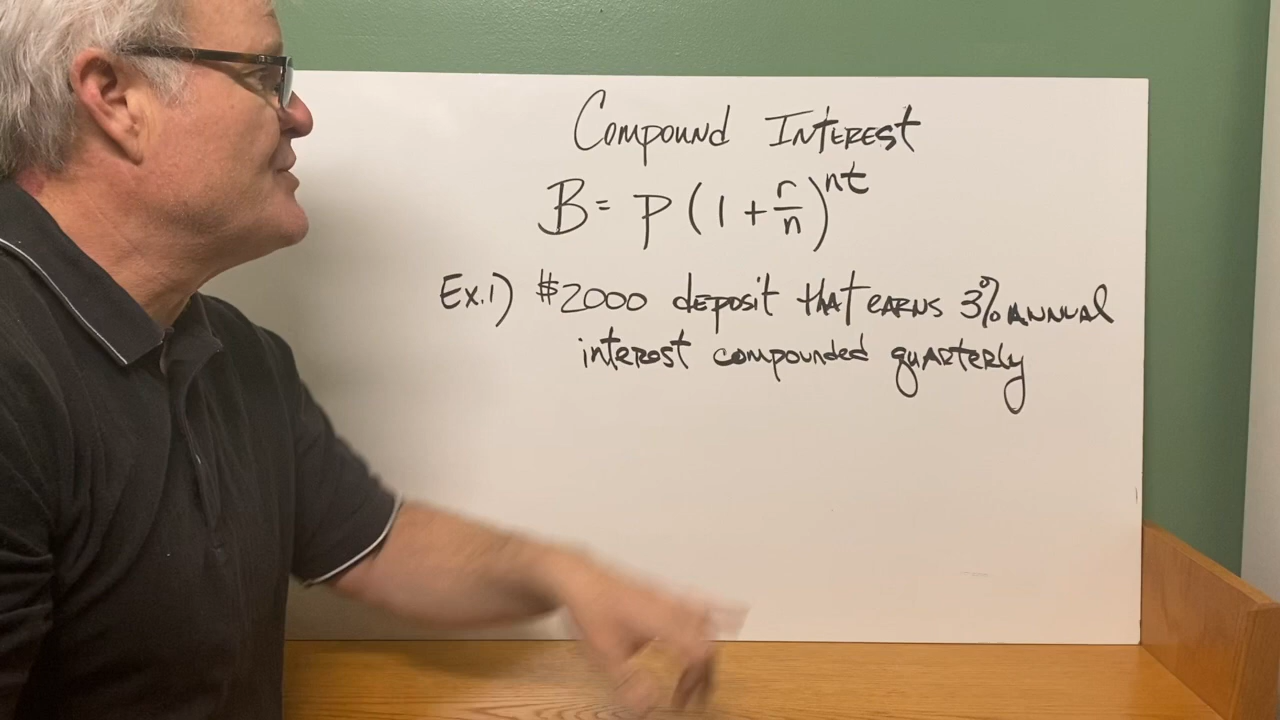 Compound Interest
B = P (1 + r/n)^nt
Ex.1) $2000 deposit that earns 3% annual
interest compounded quarterly